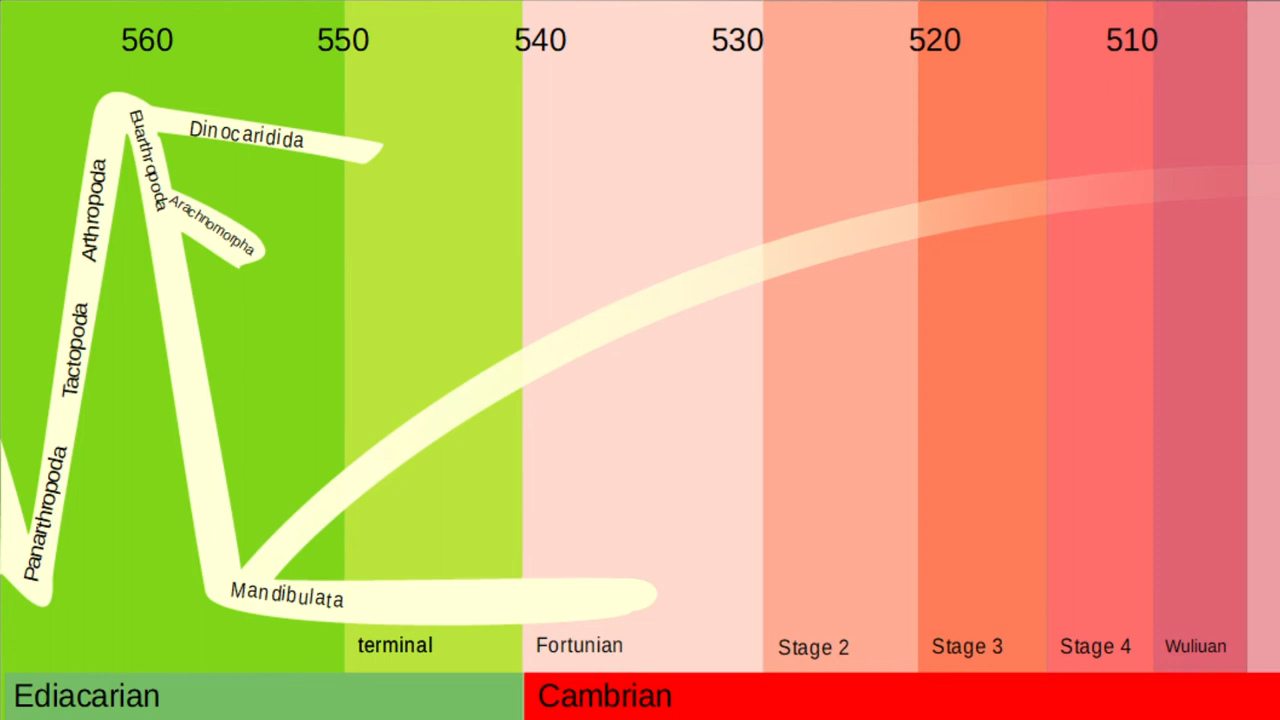 560 550 540 530 520 510
Euarthropoda
Dinocaridida
Arthropoda
Arachnomorpha
Tactopoda
Panarthropoda
Mandibulata
terminal Fortunian Stage 2 Stage 3 Stage 4 Wuliuan
Ediacarian Cambrian